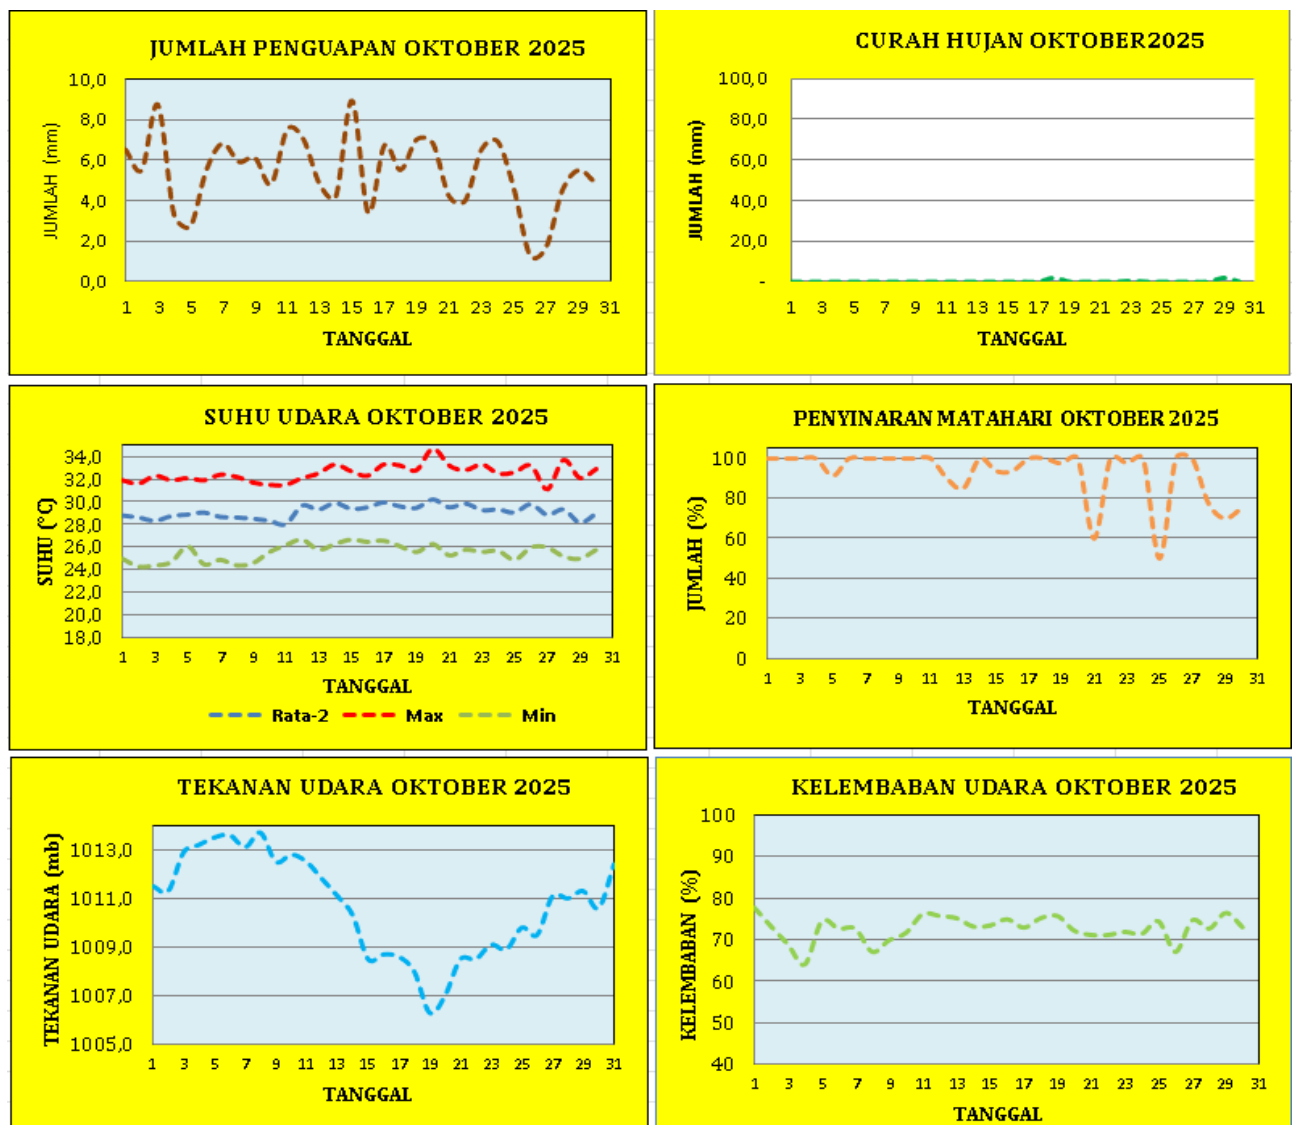 JUMLAH PENGUAPAN OKTOBER 2025
10,0
8,0
6,0
4,0
2,0
0,0
JUMLAH (mm)
1 3 5 7 9 11 13 15 17 19 21 23 25 27 29 31
TANGGAL
CURAH HUJAN OKTOBER2025
100,0
80,0
60,0
40,0
20,0
-
JUMLAH (mm)
1 3 5 7 9 11 13 15 17 19 21 23 25 27 29 31
TANGGAL
SUHU UDARA OKTOBER 2025
34,0
32,0
30,0
28,0
26,0
24,0
22,0
20,0
18,0
SUHU (°C)
1 3 5 7 9 11 13 15 17 19 21 23 25 27 29 31
TANGGAL
Rata-2 Max Min
PENYINARAN MATAHARI OKTOBER 2025
100
80
60
40
20
0
JUMLAH (%)
1 3 5 7 9 11 13 15 17 19 21 23 25 27 29 31
TANGGAL
TEKANAN UDARA OKTOBER 2025
1013,0
1011,0
1009,0
1007,0
1005,0
TEKANAN UDARA (mb)
1 3 5 7 9 11 13 15 17 19 21 23 25 27 29 31
TANGGAL
KELEMBABAN UDARA OKTOBER 2025
100
90
80
70
60
50
40
KELEMBABAN (%)
1 3 5 7 9 11 13 15 17 19 21 23 25 27 29 31
TANGGAL